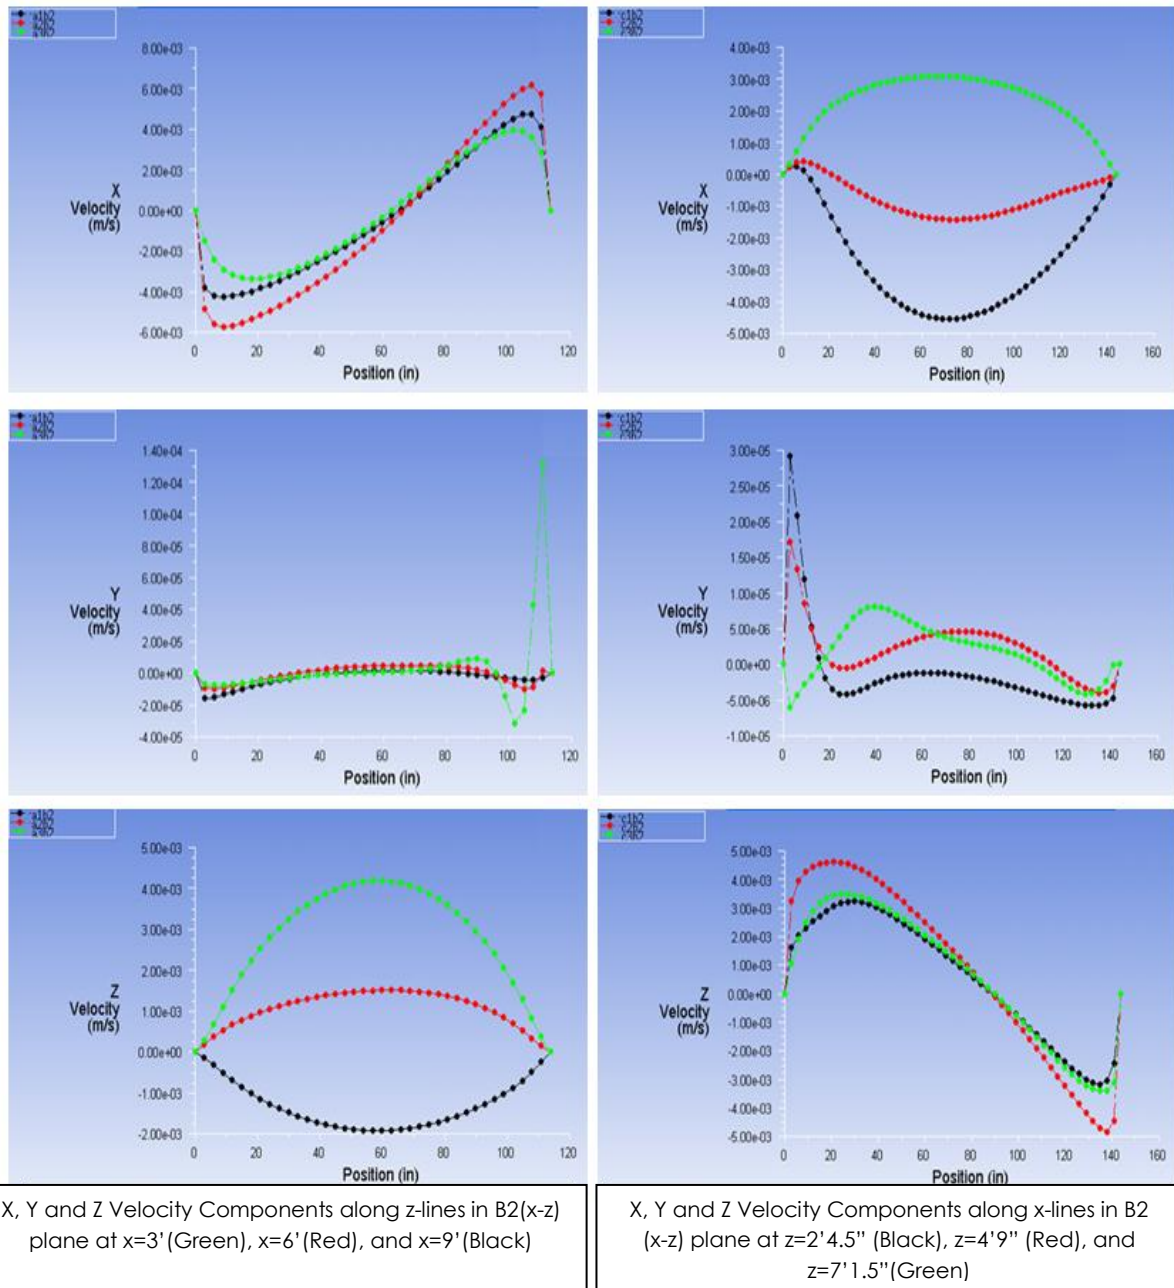 a1b2
a2b2
8.00e-03
6.00e-03
4.00e-03
2.00e-03
0.00e+00
-2.00e-03
-4.00e-03
-6.00e-03
X
Velocity
(m/s)
0 20 40 60 80 100 120
Position (in)
c1b2
c2b2
4.00e-03
3.00e-03
2.00e-03
1.00e-03
0.00e+00
-1.00e-03
-2.00e-03
-3.00e-03
-4.00e-03
-5.00e-03
X
Velocity
(m/s)
0 20 40 60 80 100 120 140 160
Position (in)
a1b2
a2b2
1.40e-04
1.20e-04
1.00e-04
8.00e-05
6.00e-05
4.00e-05
2.00e-05
0.00e+00
-2.00e-05
-4.00e-05
Y
Velocity
(m/s)
0 20 40 60 80 100 120
Position (in)
c1b2
c2b2
3.00e-05
2.50e-05
2.00e-05
1.50e-05
1.00e-05
5.00e-06
0.00e+00
-5.00e-06
-1.00e-05
Y
Velocity
(m/s)
0 20 40 60 80 100 120 140 160
Position (in)
a1b2
a2b2
5.00e-03
4.00e-03
3.00e-03
2.00e-03
1.00e-03
0.00e+00
-1.00e-03
-2.00e-03
Z
Velocity
(m/s)
0 20 40 60 80 100 120
Position (in)
c1b2
c2b2
5.00e-03
4.00e-03
3.00e-03
2.00e-03
1.00e-03
0.00e+00
-1.00e-03
-2.00e-03
-3.00e-03
-4.00e-03
-5.00e-03
Z
Velocity
(m/s)
0 20 40 60 80 100 120 140 160
Position (in)
X, Y and Z Velocity Components along z-lines in B2(x-z)
plane at x=3’(Green), x=6’(Red), and x=9’(Black)
X, Y and Z Velocity Components along x-lines in B2
(x-z) plane at z=2’4.5” (Black), z=4’9” (Red), and
z=7’1.5”(Green)